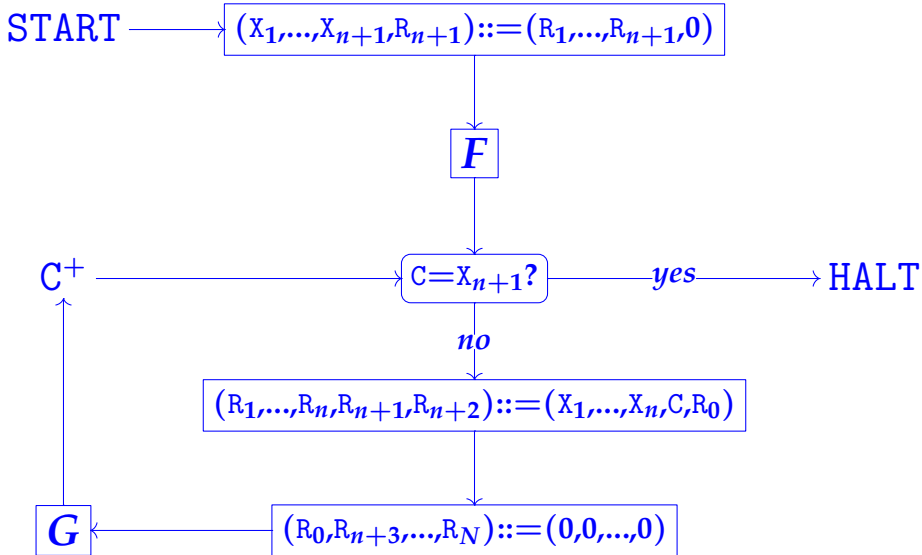 START
(X₁,...,Xₙ₊₁,Rₙ₊₁)::=(R₁,...,Rₙ₊₁,0)
F
C⁺
C=Xₙ₊₁?
yes
HALT
no
(R₁,...,Rₙ,Rₙ₊₁,Rₙ₊₂)::=(X₁,...,Xₙ,C,R₀)
G
(R₀,Rₙ₊₃,...,R_N)::=(0,0,...,0)